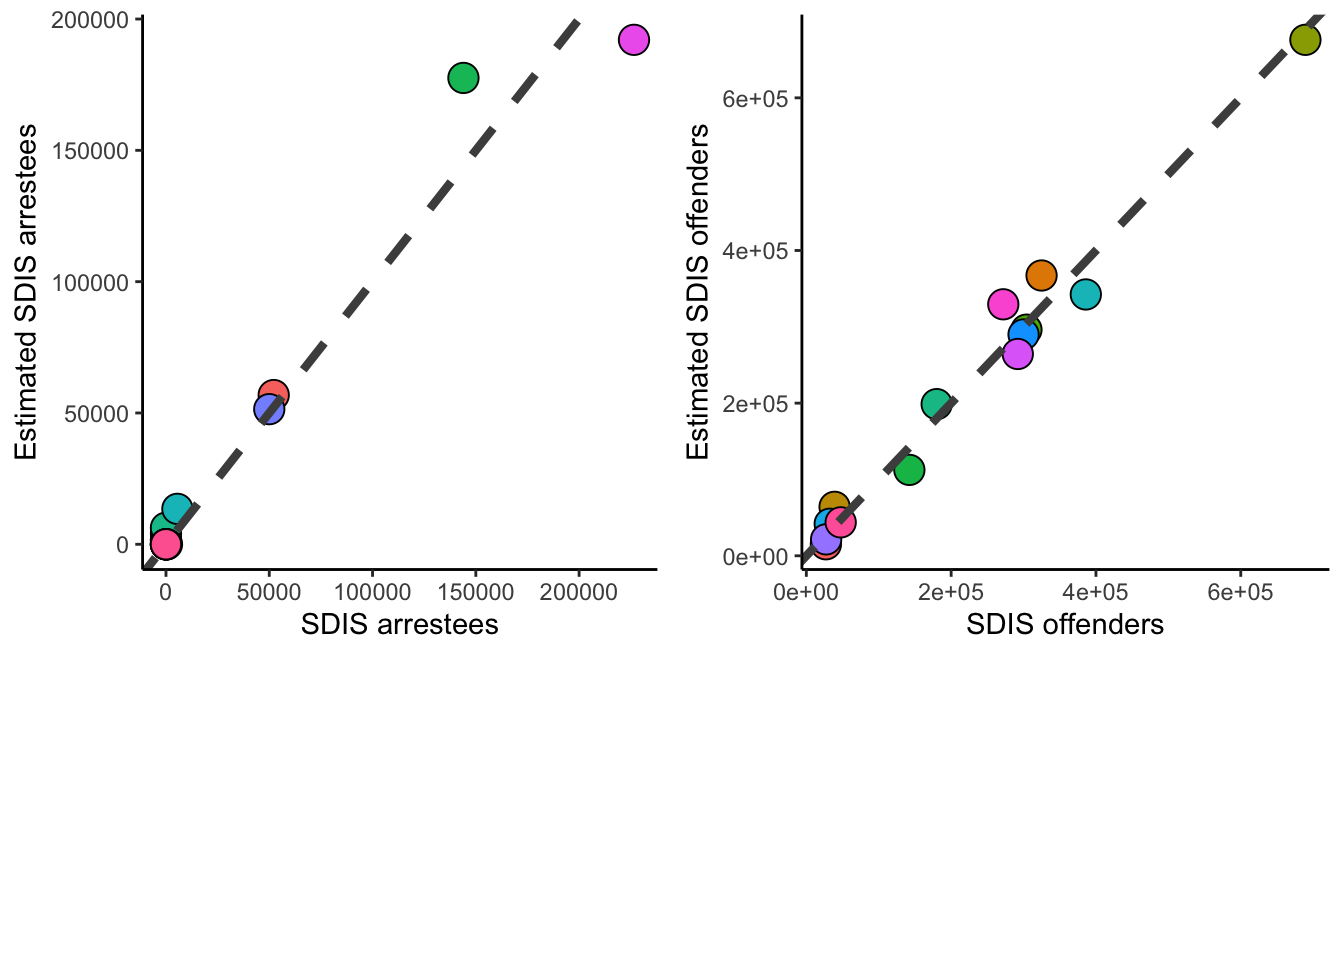 Estimated SDIS arrestees
200000
150000
100000
50000
0
0 50000 100000 150000 200000
SDIS arrestees
Estimated SDIS offenders
6e+05
4e+05
2e+05
0e+00
0e+00 2e+05 4e+05 6e+05
SDIS offenders